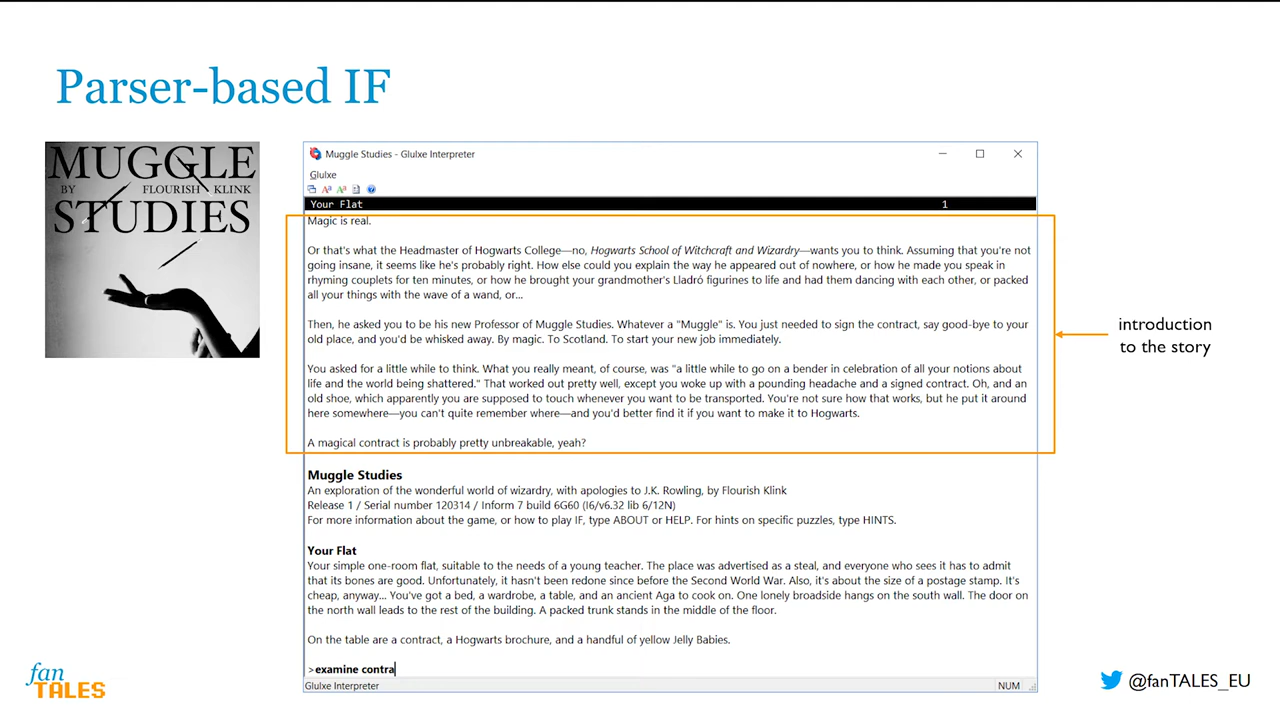 Parser-based IF
MUGGLE
BY FLOURISH KLINK
STUDIES
Muggle Studies - Glulxe Interpreter
Glulxe
Your Flat 1
Magic is real.
Or that's what the Headmaster of Hogwarts College—no, Hogwarts School of Witchcraft and Wizardry—wants you to think. Assuming that you're not
going insane, it seems like he's probably right. How else could you explain the way he appeared out of nowhere, or how he made you speak in
rhyming couplets for ten minutes, or how he brought your grandmother's Lladró figurines to life and had them dancing with each other, or packed
all your things with the wave of a wand, or...
Then, he asked you to be his new Professor of Muggle Studies. Whatever a "Muggle" is. You just needed to sign the contract, say good-bye to your
old place, and you'd be whisked away. By magic. To Scotland. To start your new job immediately.
You asked for a little while to think. What you really meant, of course, was "a little while to go on a bender in celebration of all your notions about
life and the world being shattered." That worked out pretty well, except you woke up with a pounding headache and a signed contract. Oh, and an
old shoe, which apparently you are supposed to touch whenever you want to be transported. You're not sure how that works, but he put it around
here somewhere—you can't quite remember where—and you'd better find it if you want to make it to Hogwarts.
A magical contract is probably pretty unbreakable, yeah?
introduction
to the story
Muggle Studies
An exploration of the wonderful world of wizardry, with apologies to J.K. Rowling, by Flourish Klink
Release 1 / Serial number 120314 / Inform 7 build 6G60 (I6/v6.32 lib 6/12N)
For more information about the game, or how to play IF, type ABOUT or HELP. For hints on specific puzzles, type HINTS.
Your Flat
Your simple one-room flat, suitable to the needs of a young teacher. The place was advertised as a steal, and everyone who sees it has to admit
that its bones are good. Unfortunately, it hasn't been redone since before the Second World War. Also, it's about the size of a postage stamp. It's
cheap, anyway... You've got a bed, a wardrobe, a table, and an ancient Aga to cook on. One lonely broadside hangs on the south wall. The door on
the north wall leads to the rest of the building. A packed trunk stands in the middle of the floor.
On the table are a contract, a Hogwarts brochure, and a handful of yellow Jelly Babies.
>examine contra
Glulxe Interpreter NUM
fan
TALES
@fanTALES_EU